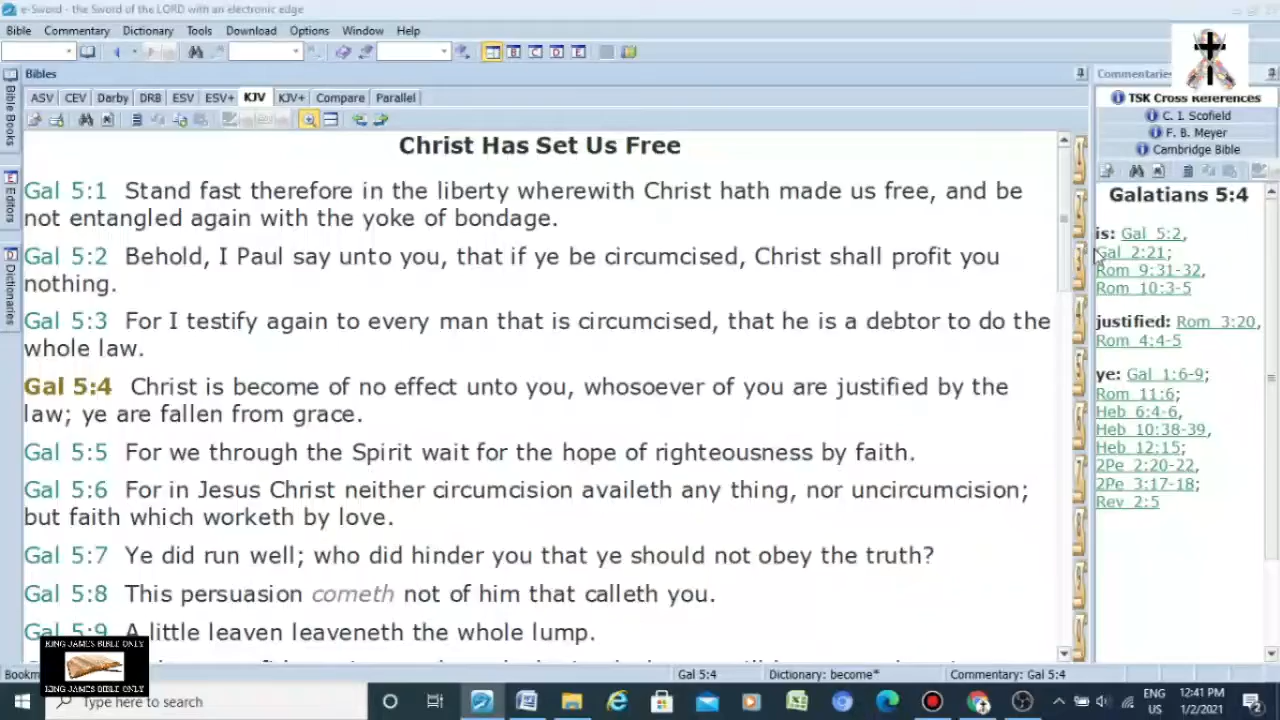 e-Sword - the Sword of the LORD with an electronic edge
Bible Commentary Dictionary Tools Download Options Window Help
Bibles
Commentaries
ASV CEV Darby DRB ESV ESV+ KJV KJV+ Compare Parallel
TSK Cross References
C. I. Scofield
F. B. Meyer
Cambridge Bible
Bible Books
Editors
Dictionaries
Christ Has Set Us Free
Gal 5:1 Stand fast therefore in the liberty wherewith Christ hath made us free, and be
not entangled again with the yoke of bondage.
Gal 5:2 Behold, I Paul say unto you, that if ye be circumcised, Christ shall profit you
nothing.
Gal 5:3 For I testify again to every man that is circumcised, that he is a debtor to do the
whole law.
Gal 5:4 Christ is become of no effect unto you, whosoever of you are justified by the
law; ye are fallen from grace.
Gal 5:5 For we through the Spirit wait for the hope of righteousness by faith.
Gal 5:6 For in Jesus Christ neither circumcision availeth any thing, nor uncircumcision;
but faith which worketh by love.
Gal 5:7 Ye did run well; who did hinder you that ye should not obey the truth?
Gal 5:8 This persuasion cometh not of him that calleth you.
Gal 5:9 A little leaven leaveneth the whole lump.
Galatians 5:4
is: Gal 5:2,
Gal 2:21;
Rom 9:31-32,
Rom 10:3-5
justified: Rom 3:20,
Rom 4:4-5
ye: Gal 1:6-9;
Rom 11:6;
Heb 6:4-6,
Heb 10:38-39,
Heb 12:15;
2Pe 2:20-22,
2Pe 3:17-18;
Rev 2:5
KING JAMES BIBLE ONLY
KING JAMES BIBLE ONLY
Gal 5:4 Dictionary: become* Commentary: Gal 5:4
Type here to search
ENG
US
12:41 PM
1/2/2021
2